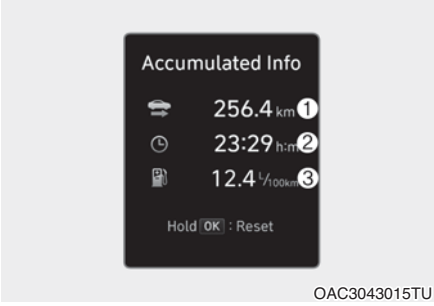 Accumulated Info
256.4 km ①
23:29 h:m ②
12.4 L/100km ③
Hold OK : Reset
OAC3043015TU